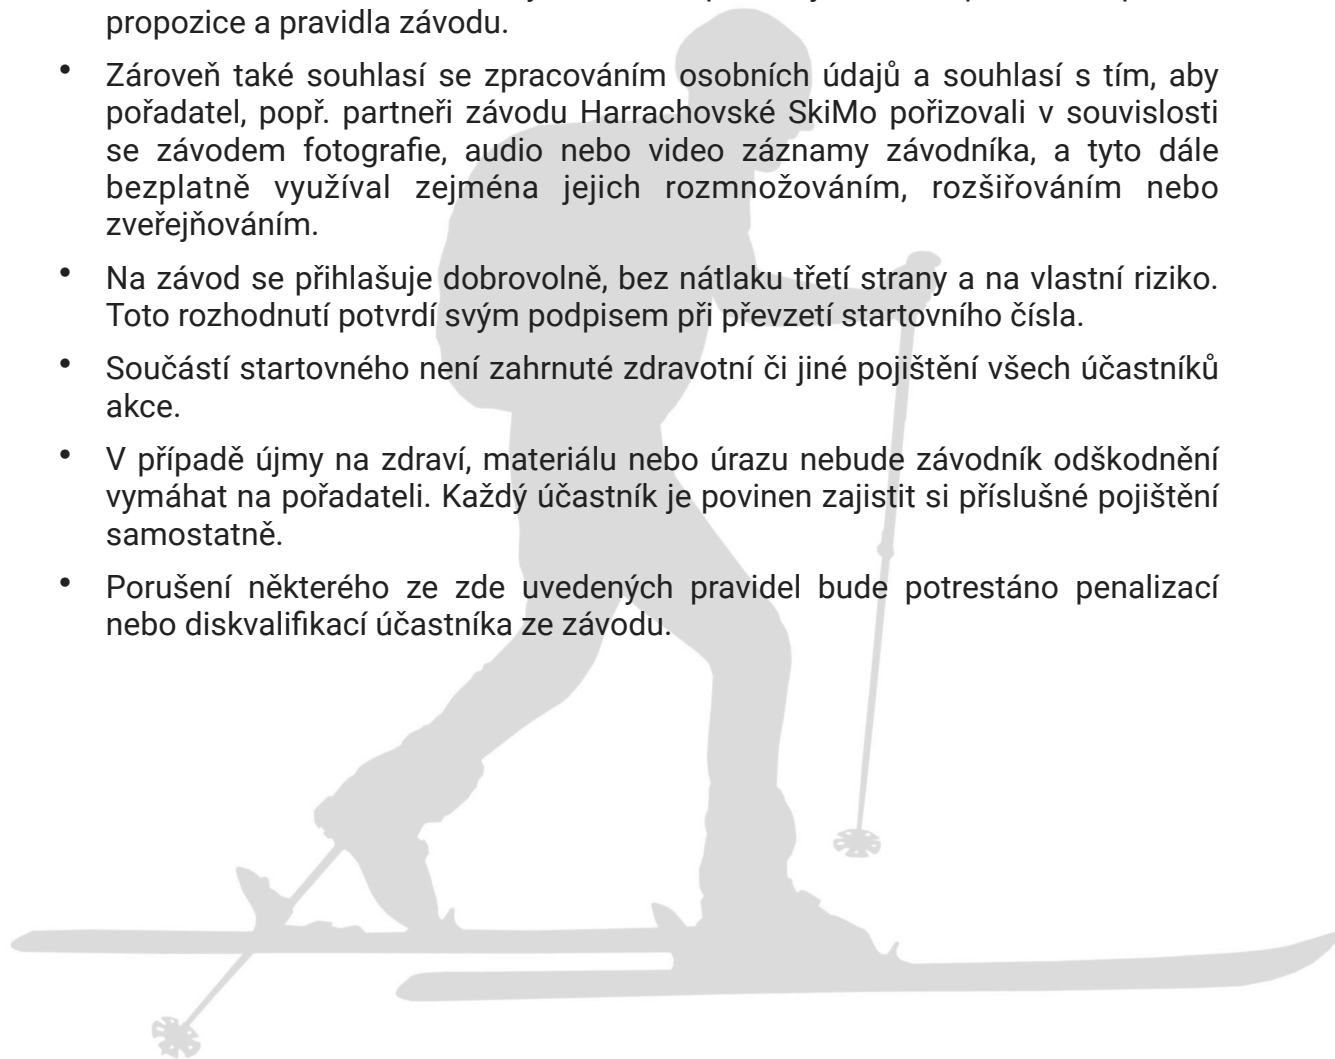 propozice a pravidla závodu.
• Zároveň také souhlasí se zpracováním osobních údajů a souhlasí s tím, aby
pořadatel, popř. partneři závodu Harrachovské SkiMo pořizovali v souvislosti
se závodem fotografie, audio nebo video záznamy závodníka, a tyto dále
bezplatně využíval zejména jejich rozmnožováním, rozšiřováním nebo
zveřejňováním.
• Na závod se přihlašuje dobrovolně, bez nátlaku třetí strany a na vlastní riziko.
Toto rozhodnutí potvrdí svým podpisem při převzetí startovního čísla.
• Součástí startovného není zahrnuté zdravotní či jiné pojištění všech účastníků
akce.
• V případě újmy na zdraví, materiálu nebo úrazu nebude závodník odškodnění
vymáhat na pořadateli. Každý účastník je povinen zajistit si příslušné pojištění
samostatně.
• Porušení některého ze zde uvedených pravidel bude potrestáno penalizací
nebo diskvalifikací účastníka ze závodu.